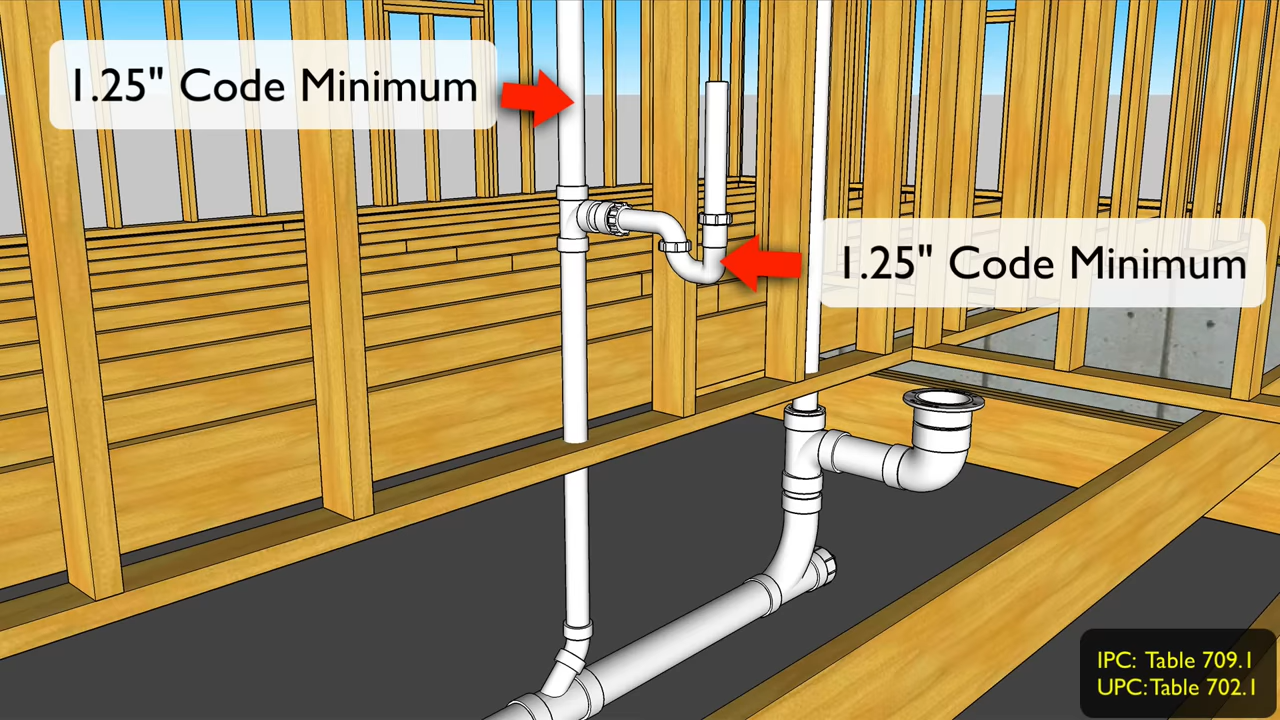 1.25" Code Minimum
1.25" Code Minimum
IPC: Table 709.1
UPC: Table 702.1